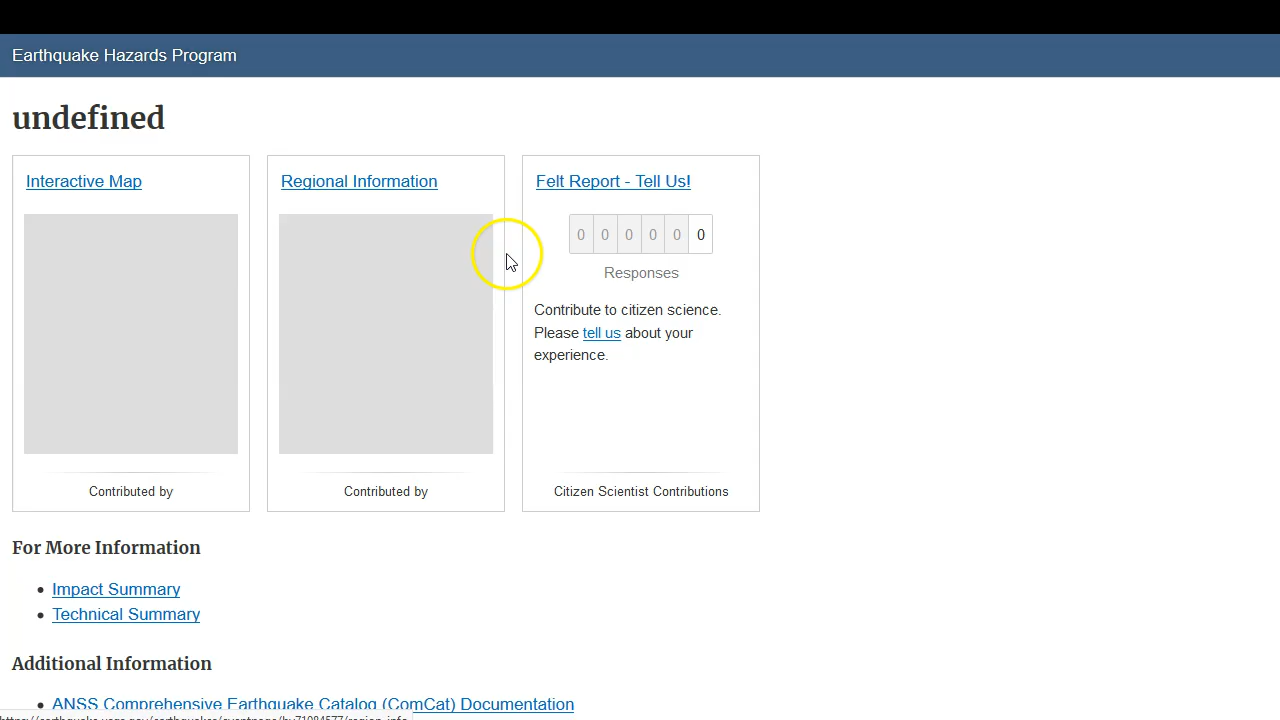 Earthquake Hazards Program
undefined
Interactive Map
Regional Information
Felt Report - Tell Us!
0 0 0 0 0 0
Responses
Contribute to citizen science.
Please tell us about your
experience.
Contributed by
Contributed by
Citizen Scientist Contributions
For More Information
• Impact Summary
• Technical Summary
Additional Information
• ANSS Comprehensive Earthquake Catalog (ComCat) Documentation